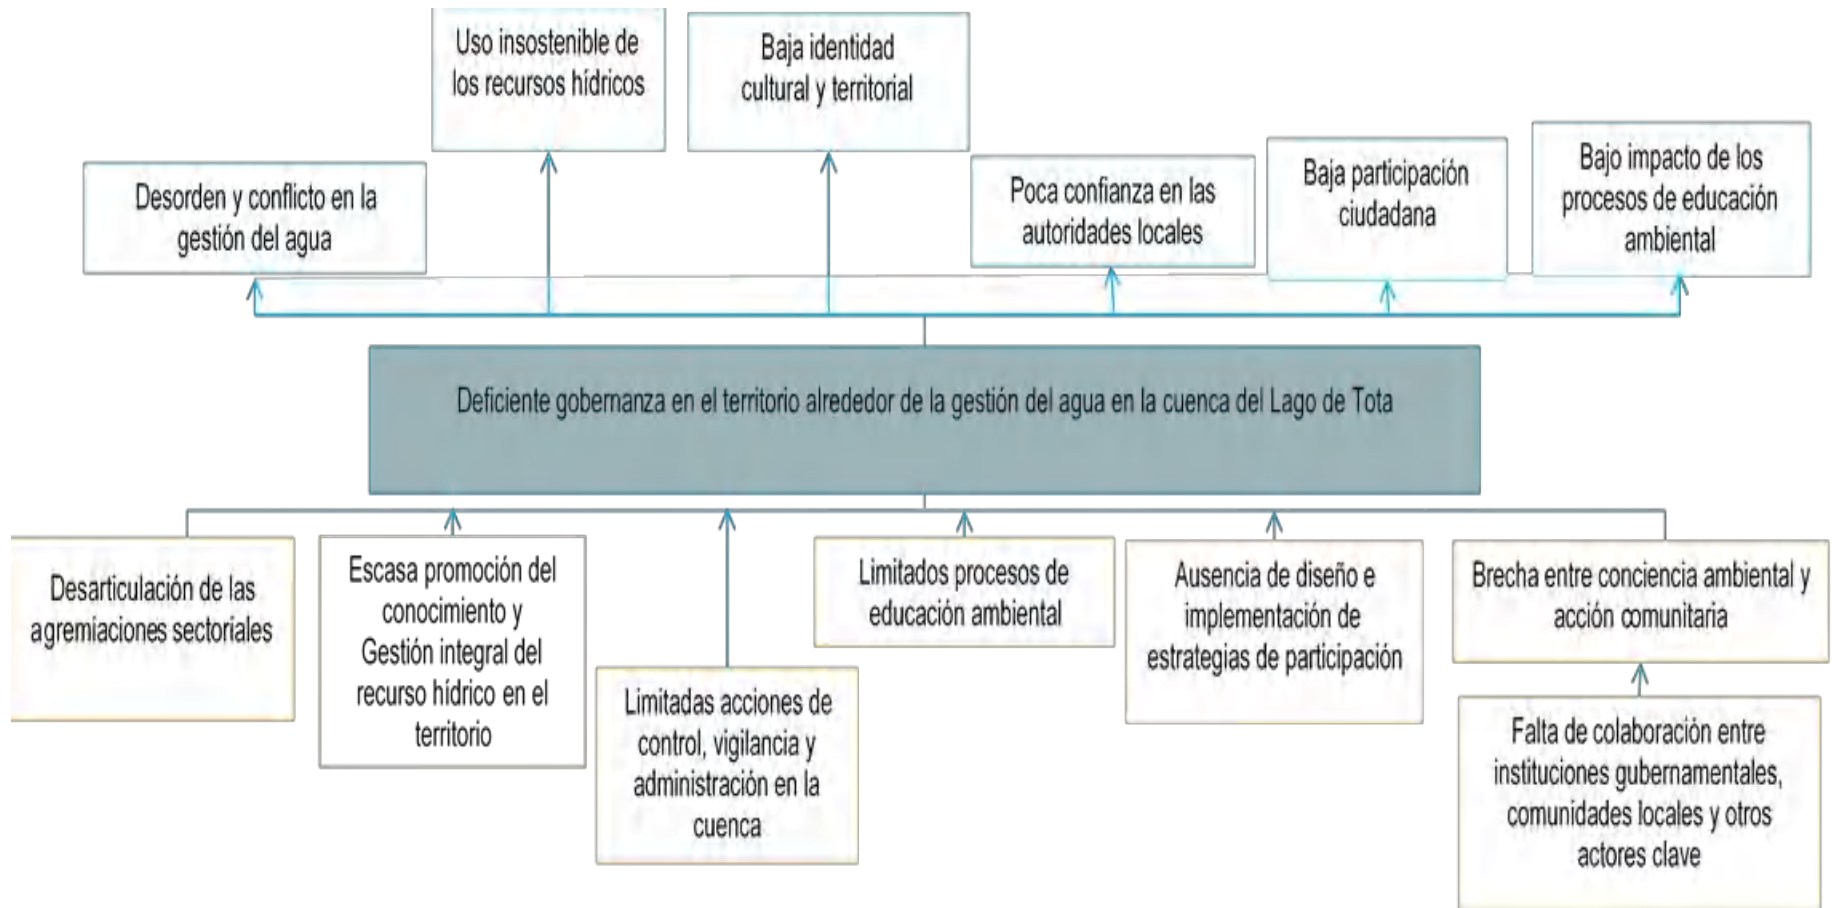 Uso insostenible de
los recursos hídricos
Baja identidad
cultural y territorial
Desorden y conflicto en la
gestión del agua
Poca confianza en las
autoridades locales
Baja participación
ciudadana
Bajo impacto de los
procesos de educación
ambiental
Deficiente gobernanza en el territorio alrededor de la gestión del agua en la cuenca del Lago de Tota
Desarticulación de las
agremiaciones sectoriales
Escasa promoción del
conocimiento y
Gestión integral del
recurso hídrico en el
territorio
Limitadas acciones de
control, vigilancia y
administración en la
cuenca
Limitados procesos de
educación ambiental
Ausencia de diseño e
implementación de
estrategias de participación
Brecha entre conciencia ambiental y
acción comunitaria
Falta de colaboración entre
instituciones gubernamentales,
comunidades locales y otros
actores clave